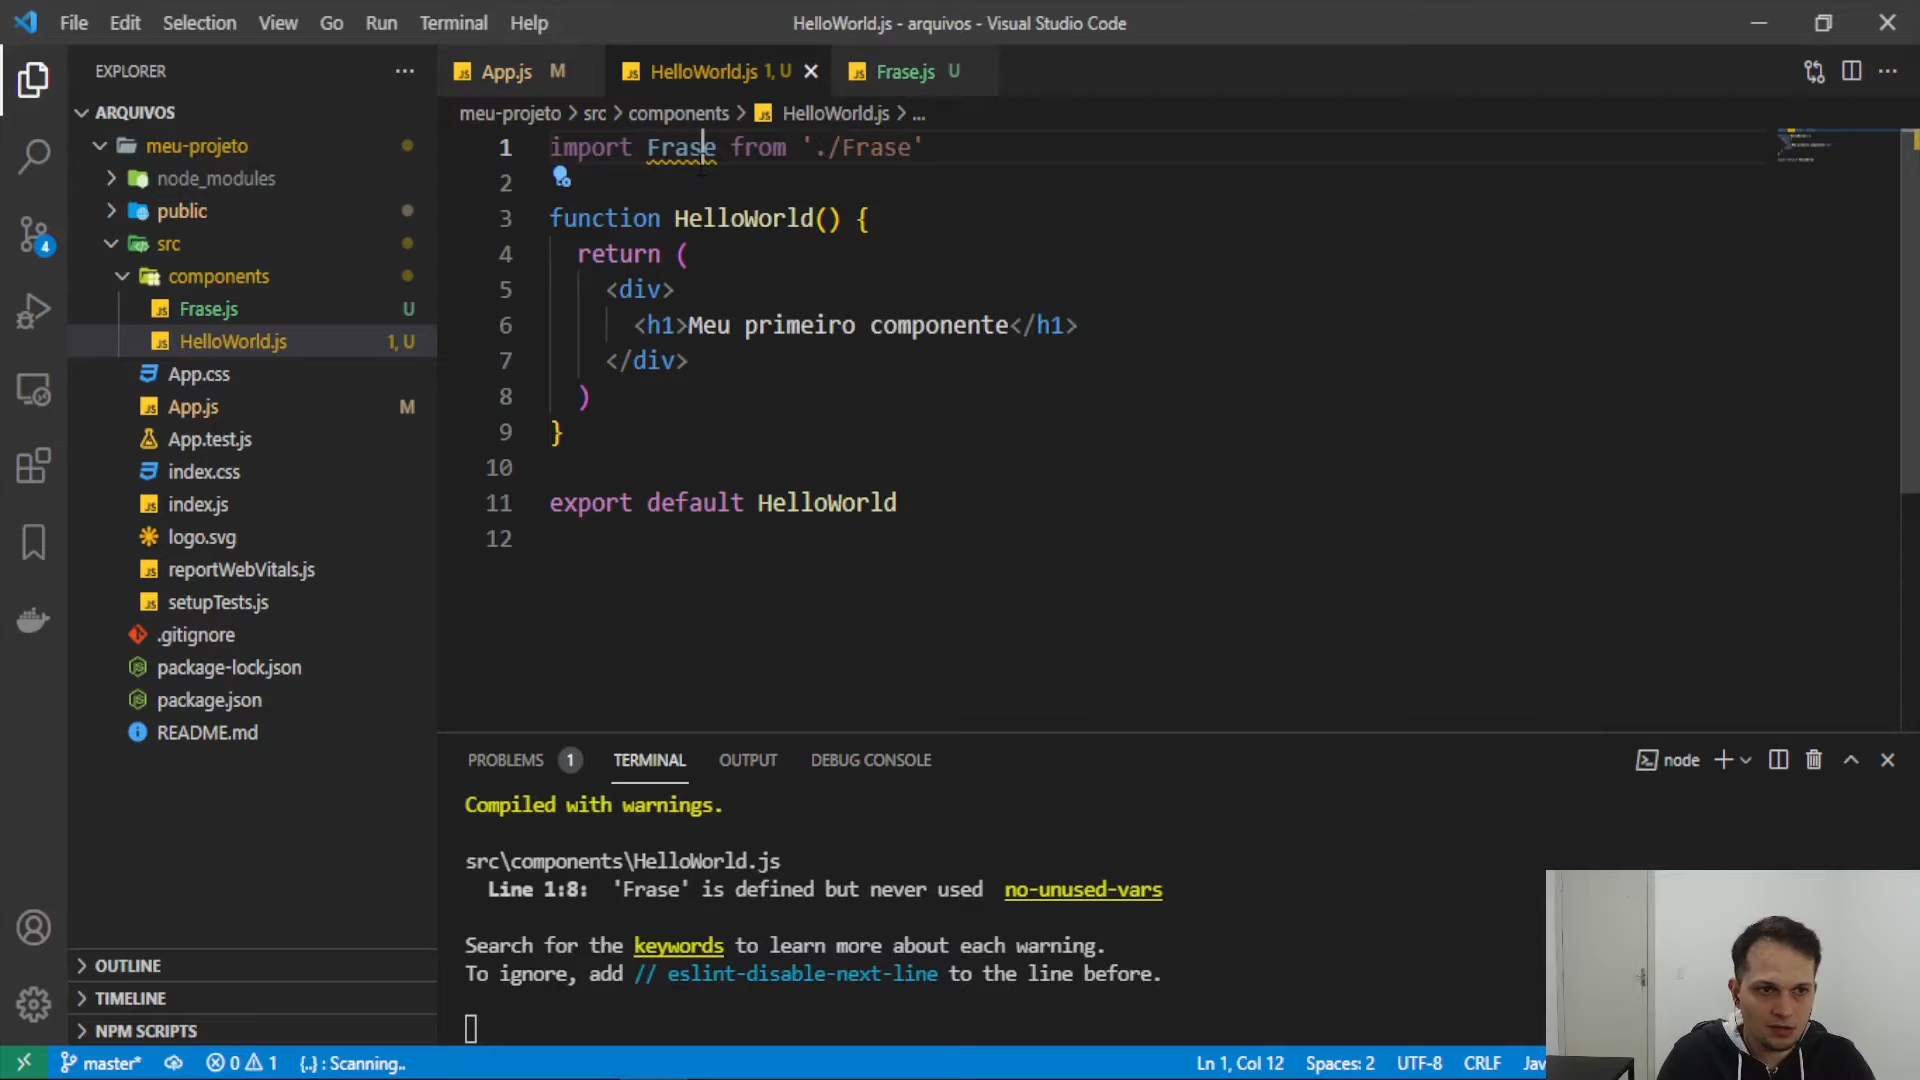 File Edit Selection View Go Run Terminal Help
HelloWorld.js - arquivos - Visual Studio Code
EXPLORER
ARQUIVOS
meu-projeto
node_modules
public
src
components
Frase.js U
HelloWorld.js 1, U
App.css
App.js M
App.test.js
index.css
index.js
logo.svg
reportWebVitals.js
setupTests.js
.gitignore
package-lock.json
package.json
README.md
OUTLINE
TIMELINE
NPM SCRIPTS
4
App.js M
HelloWorld.js 1, U
Frase.js U
meu-projeto > src > components > HelloWorld.js > ...
1 import Frase from './Frase'
2
3 function HelloWorld() {
4 return (
5 <div>
6 <h1>Meu primeiro componente</h1>
7 </div>
8 )
9 }
10
11 export default HelloWorld
12
PROBLEMS 1 TERMINAL OUTPUT DEBUG CONSOLE
node
Compiled with warnings.
src\components\HelloWorld.js
Line 1:8: 'Frase' is defined but never used no-unused-vars
Search for the keywords to learn more about each warning.
To ignore, add // eslint-disable-next-line to the line before.
master* 0 1 {..} : Scanning..
Ln 1, Col 12 Spaces: 2 UTF-8 CRLF Jav